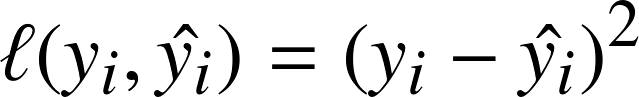 ℓ(yᵢ, ŷᵢ) = (yᵢ − ŷᵢ)²